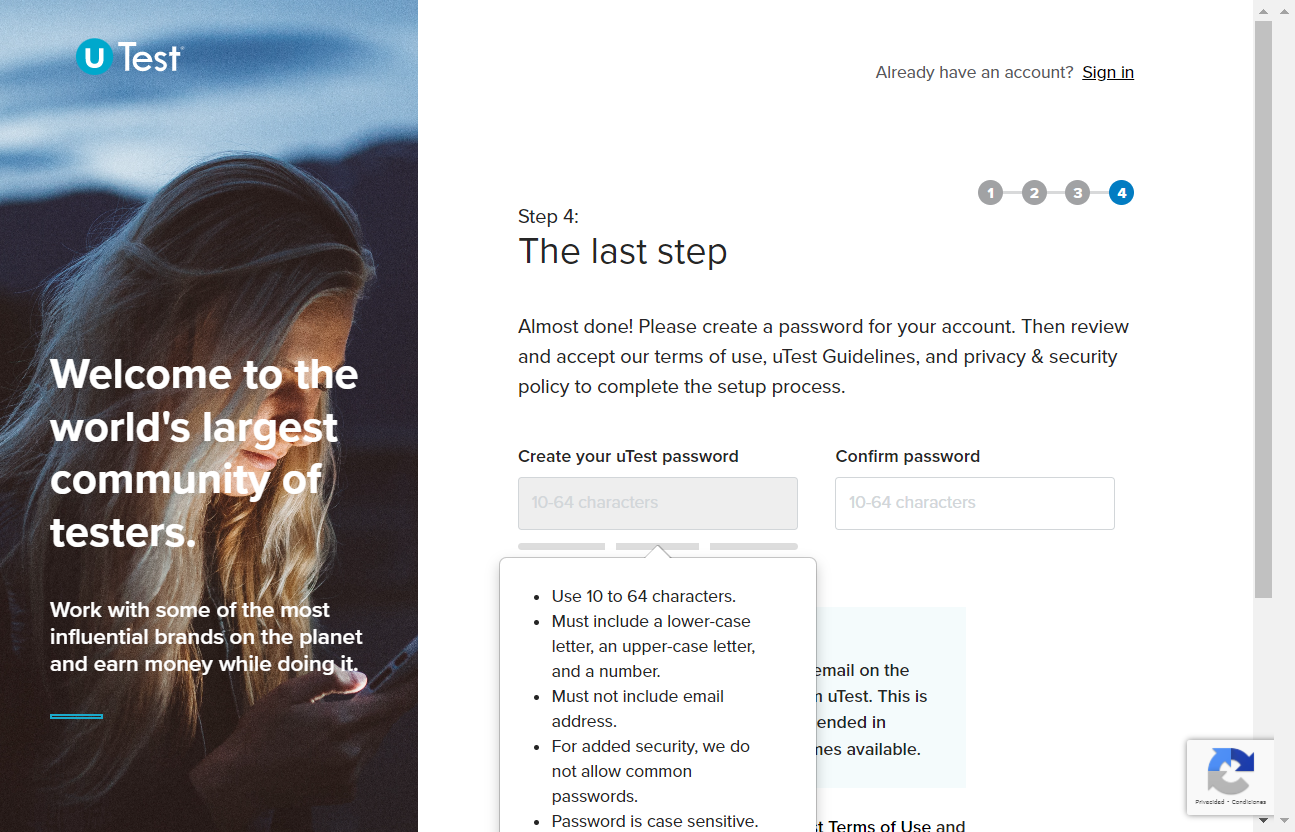 U Test
Already have an account? Sign in
1 2 3 4
Step 4:
The last step
Almost done! Please create a password for your account. Then review
and accept our terms of use, uTest Guidelines, and privacy & security
policy to complete the setup process.
Welcome to the
world's largest
community of
testers.
Work with some of the most
influential brands on the planet
and earn money while doing it.
Create your uTest password
Confirm password
10-64 characters
10-64 characters
• Use 10 to 64 characters.
• Must include a lower-case
letter, an upper-case letter,
and a number.
• Must not include email
address.
• For added security, we do
not allow common
passwords.
• Password is case sensitive.
email on the
uTest. This is
ended in
mes available.
st Terms of Use and
Privacidad - Condiciones